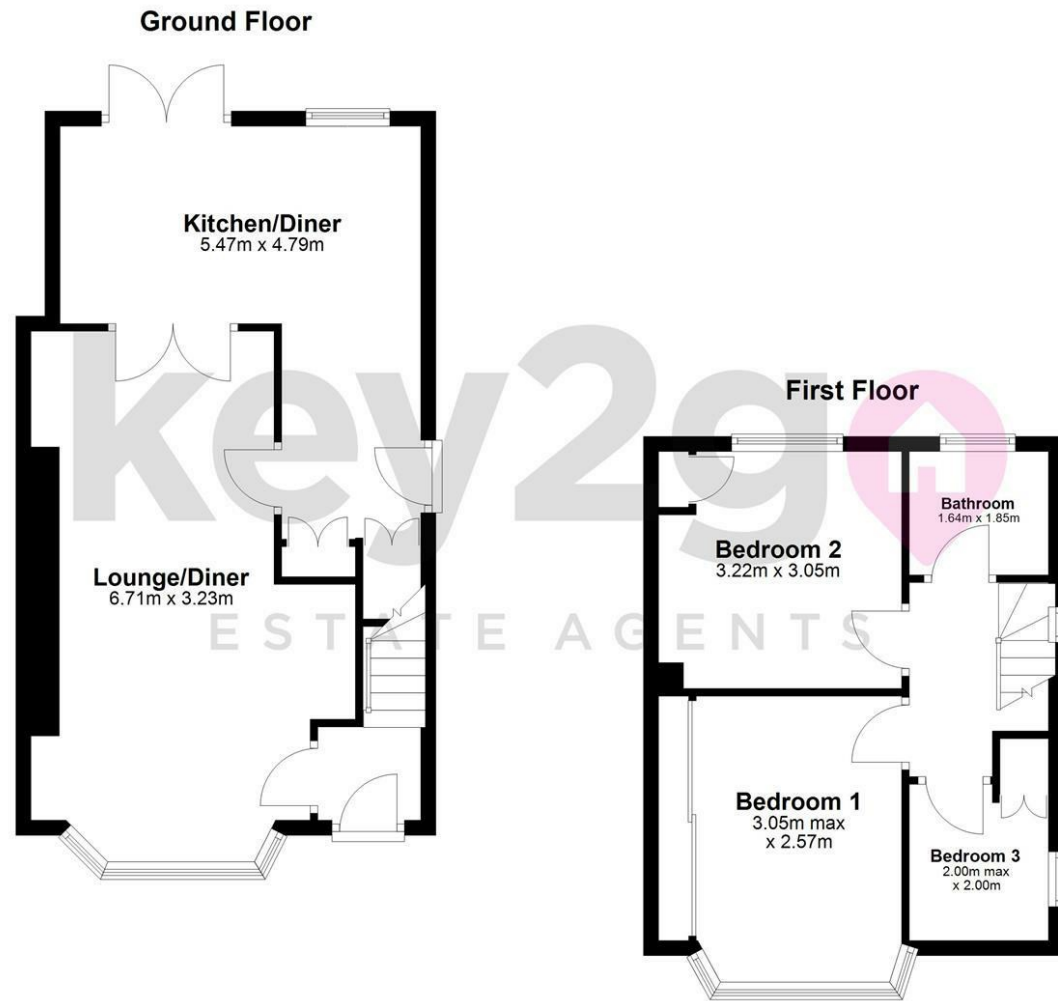 Ground Floor
Kitchen/Diner
5.47m x 4.79m
Lounge/Diner
6.71m x 3.23m
key2go
ESTATE AGENTS
First Floor
Bathroom
1.64m x 1.85m
Bedroom 2
3.22m x 3.05m
Bedroom 1
3.05m max
x 2.57m
Bedroom 3
2.00m max
x 2.00m